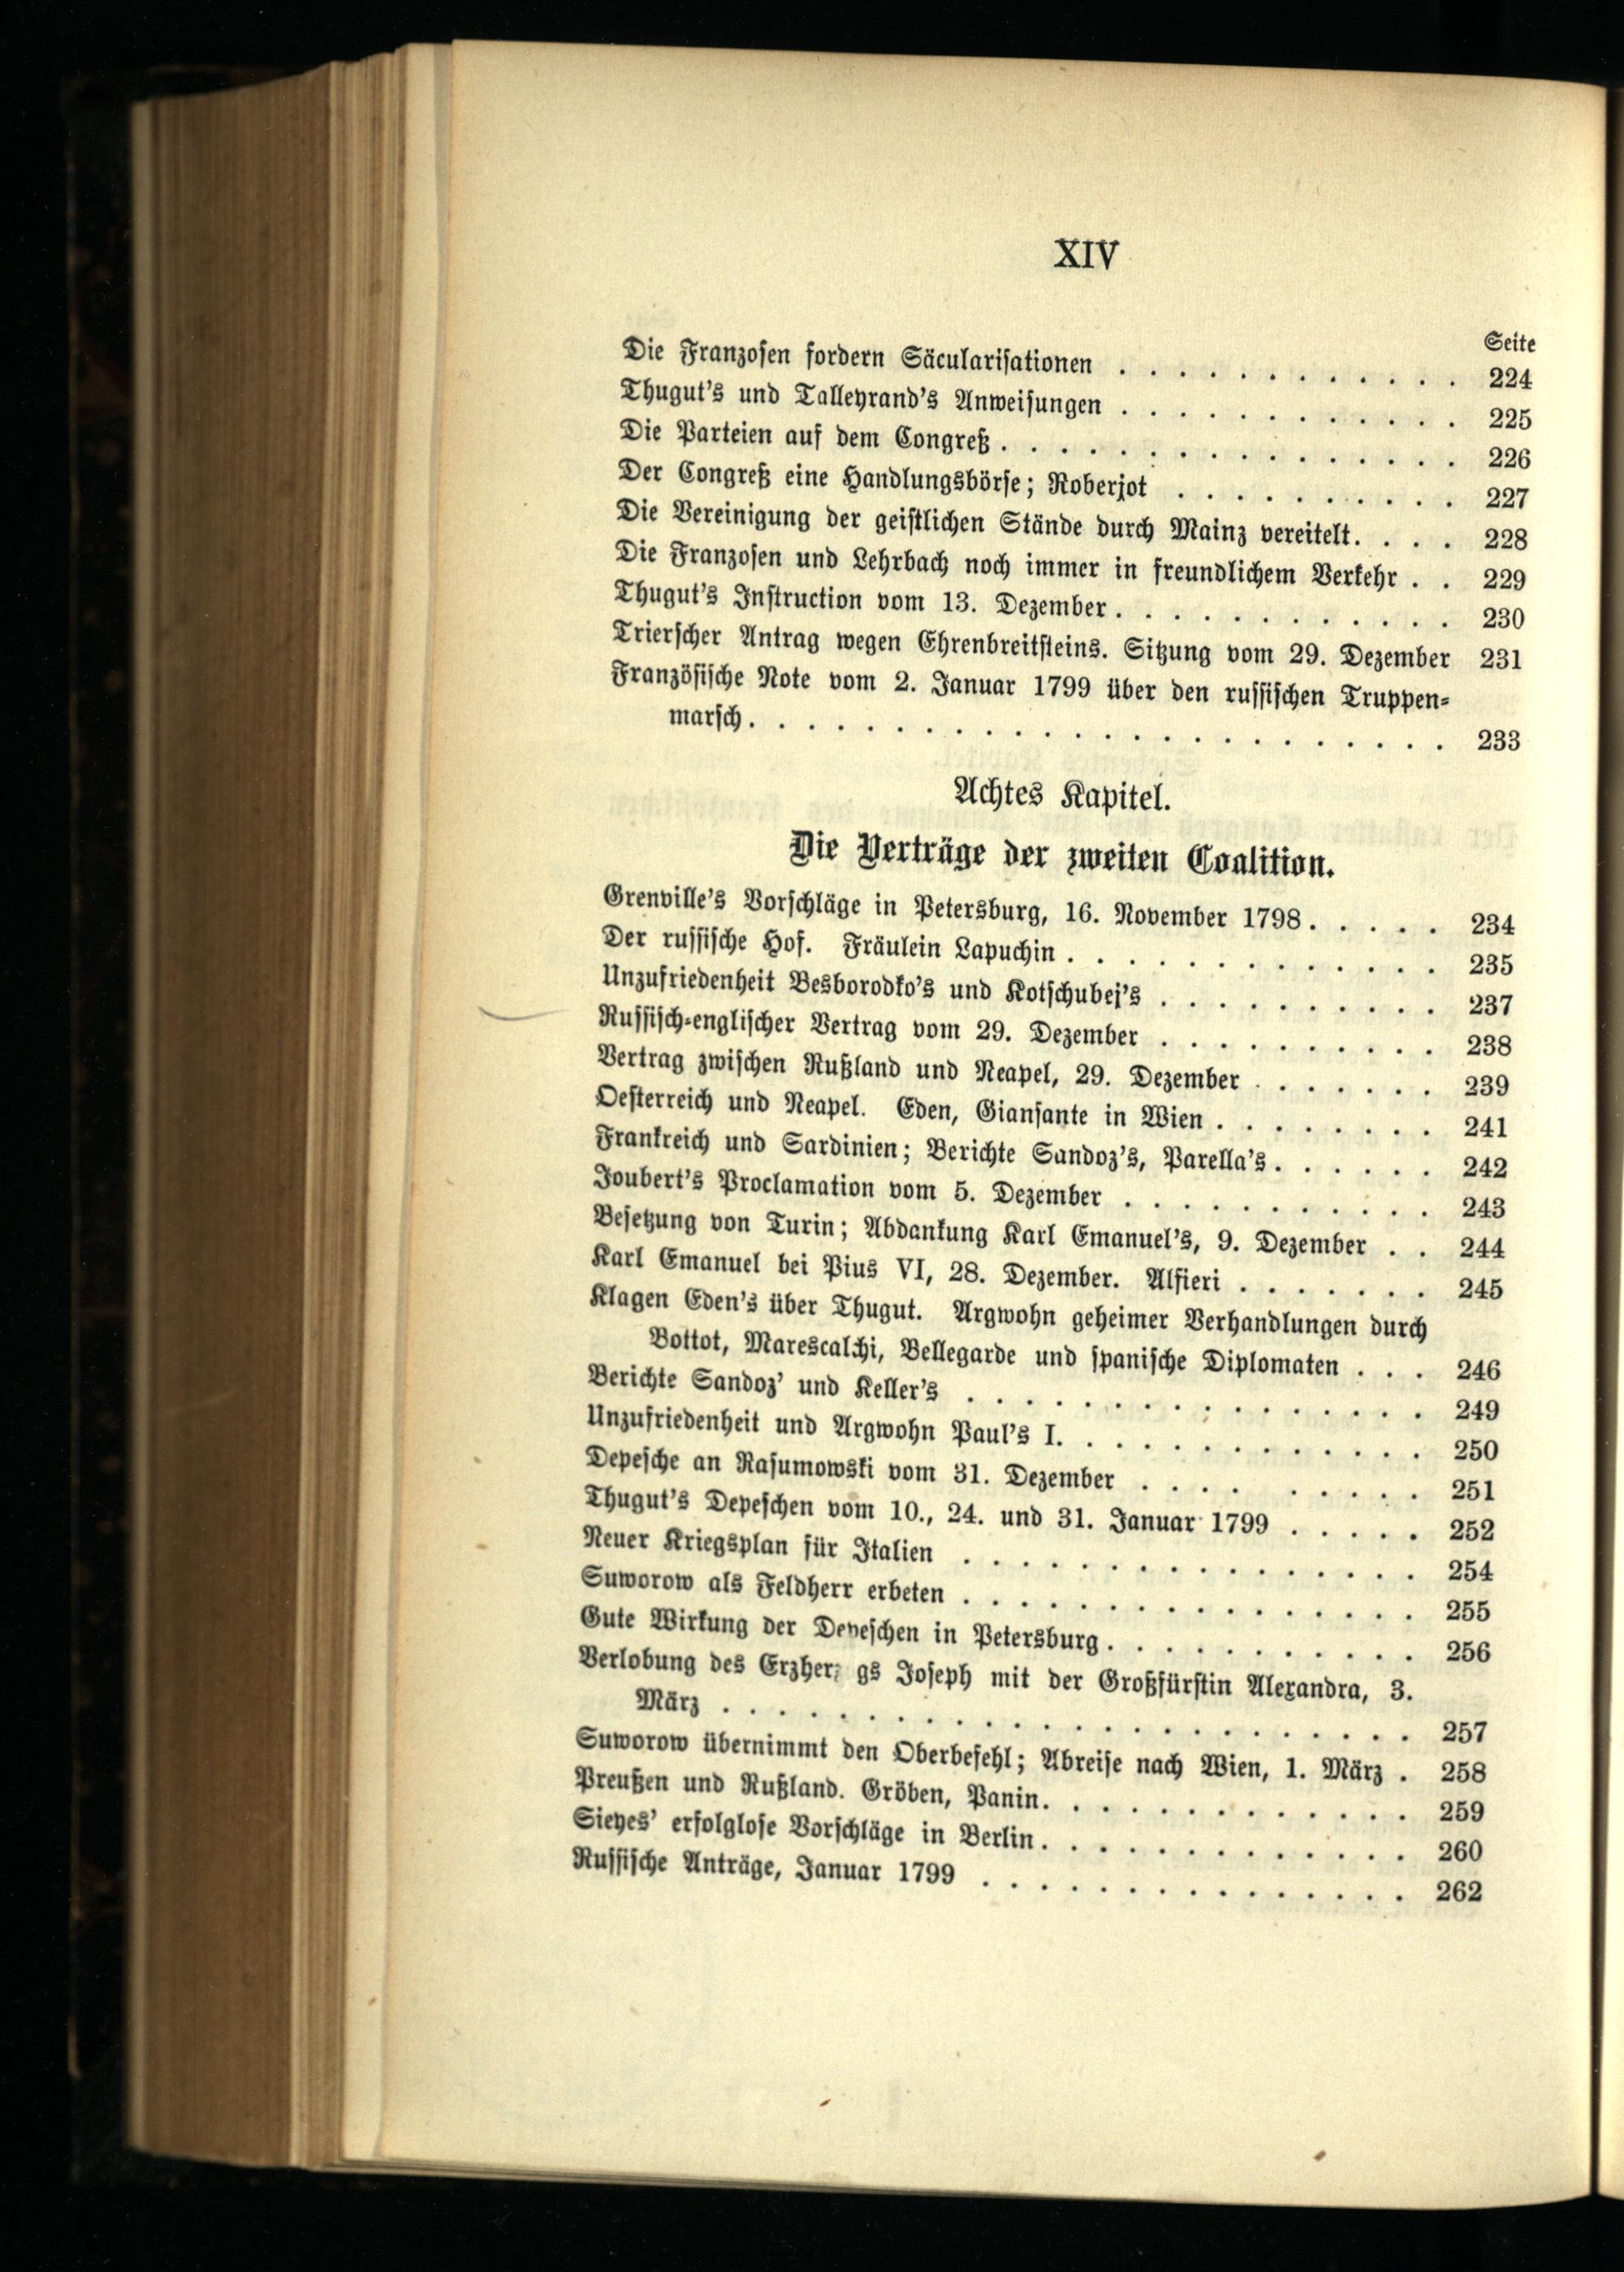 XIV
Seite
Die Franzosen fordern Säcularisationen . . . . . . . . . . . . 224
Thugut's und Talleyrand's Anweisungen . . . . . . . . . . . . 225
Die Parteien auf dem Congreß . . . . . . . . . . . . . . . . 226
Der Congreß eine Handlungsbörse; Roberjot . . . . . . . . . . 227
Die Vereinigung der geistlichen Stände durch Mainz vereitelt. . . . 228
Die Franzosen und Lehrbach noch immer in freundlichem Verkehr . . 229
Thugut's Instruction vom 13. Dezember . . . . . . . . . . . . 230
Trierscher Antrag wegen Ehrenbreitsteins. Sitzung vom 29. Dezember 231
Französische Note vom 2. Januar 1799 über den russischen Truppen-
marsch . . . . . . . . . . . . . . . . . . . . . . . . 233
Achtes Kapitel.
Die Verträge der zweiten Coalition.
Grenville's Vorschläge in Petersburg, 16. November 1798 . . . . . 234
Der russische Hof. Fräulein Lapuchin . . . . . . . . . . . . . 235
Unzufriedenheit Besborodko's und Kotschubej's . . . . . . . . . . 237
Russisch-englischer Vertrag vom 29. Dezember . . . . . . . . . . 238
Vertrag zwischen Rußland und Neapel, 29. Dezember . . . . . . . 239
Oesterreich und Neapel. Eden, Giansante in Wien . . . . . . . . 241
Frankreich und Sardinien; Berichte Sandoz's, Parella's . . . . . . 242
Joubert's Proclamation vom 5. Dezember . . . . . . . . . . . 243
Besetzung von Turin; Abdankung Karl Emanuel's, 9. Dezember . . 244
Karl Emanuel bei Pius VI, 28. Dezember. Alfieri . . . . . . . 245
Klagen Eden's über Thugut. Argwohn geheimer Verhandlungen durch
Bottot, Marescalchi, Bellegarde und spanische Diplomaten . . . 246
Berichte Sandoz' und Keller's . . . . . . . . . . . . . . . . 249
Unzufriedenheit und Argwohn Paul's I. . . . . . . . . . . . . 250
Depesche an Rasumowski vom 31. Dezember . . . . . . . . . 251
Thugut's Depeschen vom 10., 24. und 31. Januar 1799 . . . . . 252
Neuer Kriegsplan für Italien . . . . . . . . . . . . . . . . 254
Suworow als Feldherr erbeten . . . . . . . . . . . . . . . . 255
Gute Wirkung der Depeschen in Petersburg . . . . . . . . . . . 256
Verlobung des Erzher gs Joseph mit der Großfürstin Alexandra, 3.
März . . . . . . . . . . . . . . . . . . . . . . . . 257
Suworow übernimmt den Oberbefehl; Abreise nach Wien, 1. März . 258
Preußen und Rußland. Gröben, Panin . . . . . . . . . . . . . 259
Sieyes' erfolglose Vorschläge in Berlin . . . . . . . . . . . . . 260
Russische Anträge, Januar 1799 . . . . . . . . . . . . . . . 262